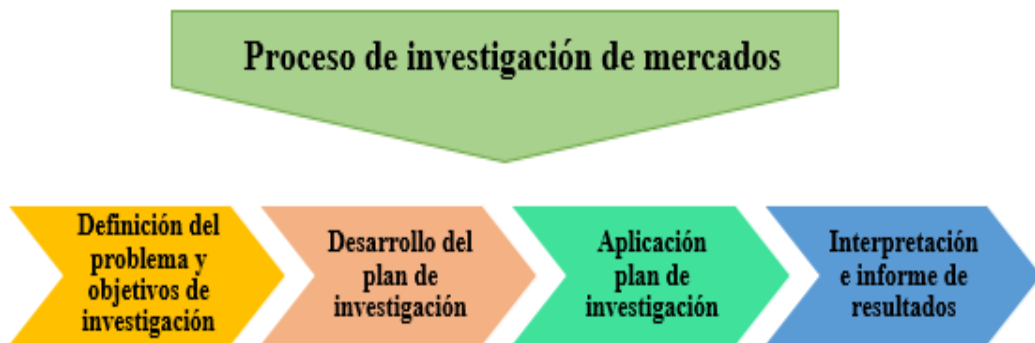 Proceso de investigación de mercados
Definición del
problema y
objetivos de
investigación
Desarrollo del
plan de
investigación
Aplicación
plan de
investigación
Interpretación
e informe de
resultados